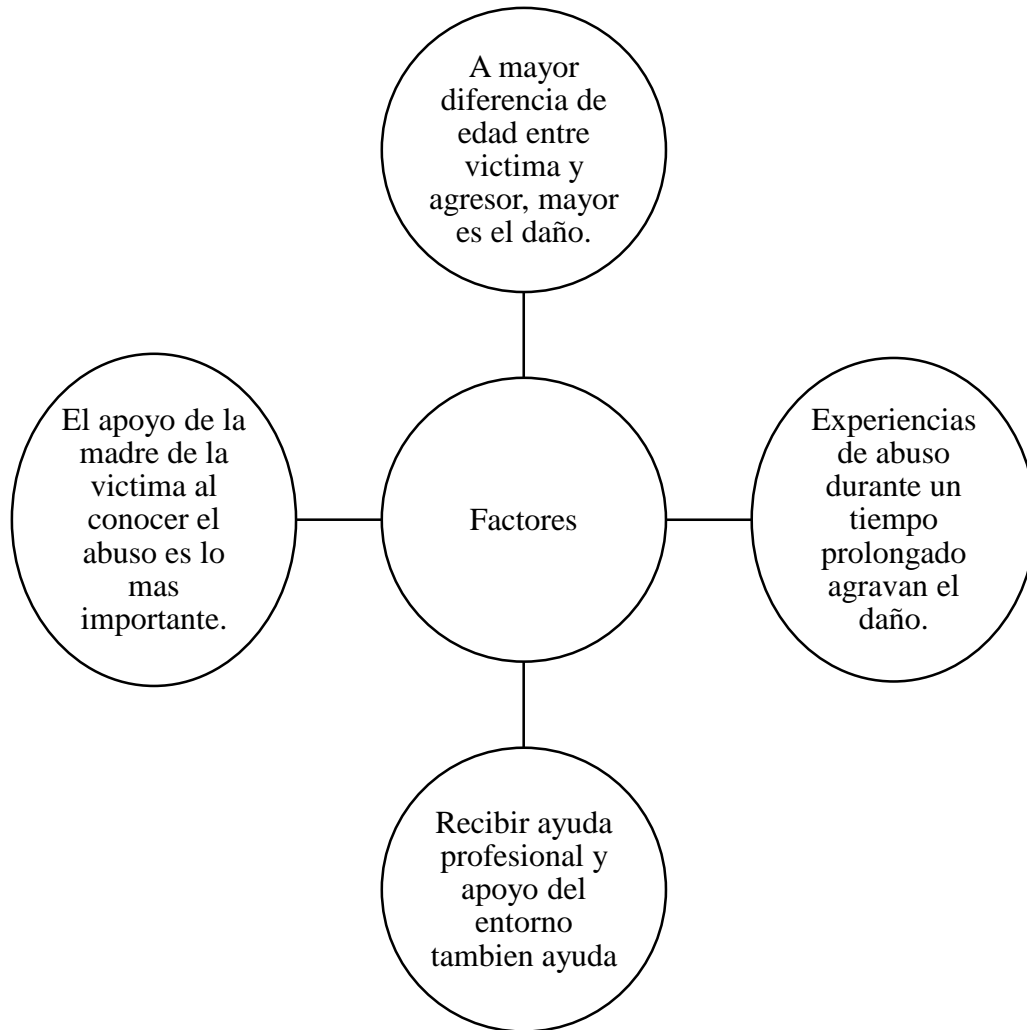 A mayor
diferencia de
edad entre
victima y
agresor, mayor
es el daño.
El apoyo de la
madre de la
victima al
conocer el
abuso es lo
mas
importante.
Factores
Experiencias
de abuso
durante un
tiempo
prolongado
agravan el
daño.
Recibir ayuda
profesional y
apoyo del
entorno
tambien ayuda